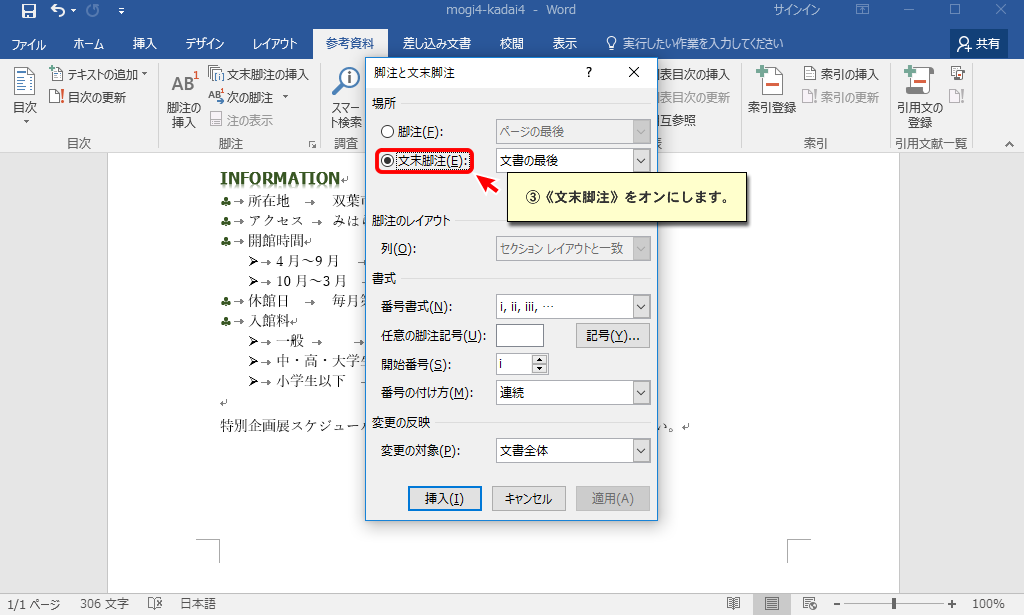 mogi4-kadai4 - Word
サインイン
ファイル ホーム 挿入 デザイン レイアウト 参考資料 差し込み文書 校閲 表示 実行したい作業を入力してください 共有
目次
テキストの追加
目次の更新
目次
AB1
脚注の挿入
文末脚注の挿入
次の脚注
注の表示
脚注
スマート検索
調査
表目次の挿入
表目次の更新
互参照
索引登録
索引の挿入
索引の更新
索引
引用文の登録
引用文献一覧
脚注と文末脚注 ?
場所
脚注(F): ページの最後
文末脚注(E): 文書の最後
③《文末脚注》をオンにします。
脚注のレイアウト
列(O): セクション レイアウトと一致
書式
番号書式(N): i, ii, iii, …
任意の脚注記号(U): 記号(Y)...
開始番号(S): i
番号の付け方(M): 連続
変更の反映
変更の対象(P): 文書全体
挿入(I) キャンセル 適用(A)
INFORMATION
♣→所在地 → 双葉市
♣→アクセス → みは
♣→開館時間
➢→4月～9月 →
➢→10月～3月 →
♣→休館日 → 毎月第
♣→入館料
➢→一般 → →
➢→中・高・大学生
➢→小学生以下 →
特別企画展スケジュール
い。
1/1 ページ 306 文字 日本語 100%